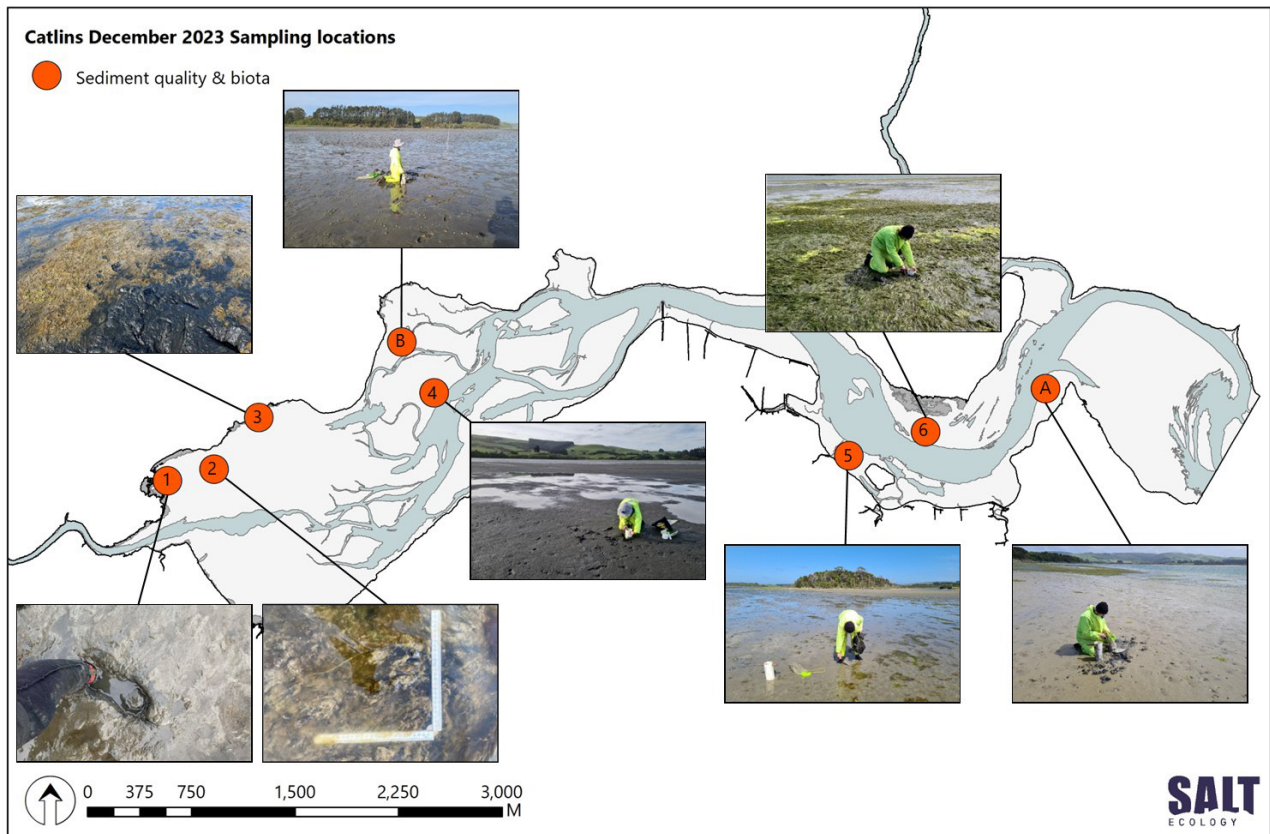 Catlins December 2023 Sampling locations
Sediment quality & biota
B
4
3
2
1
6
A
5
0 375 750 1,500 2,250 3,000
M
SALT
ECOLOGY